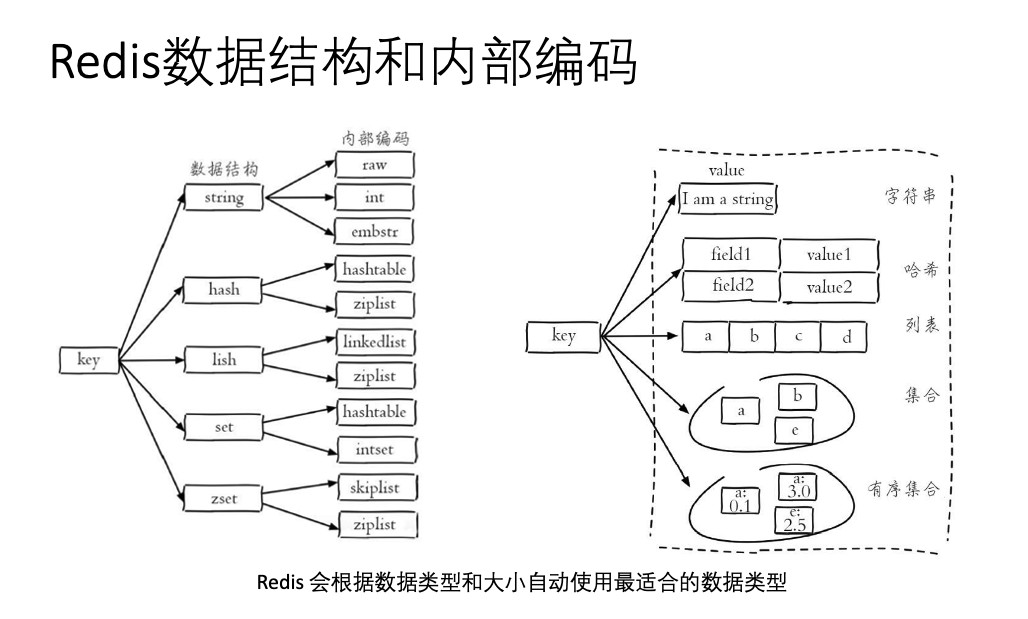 Redis数据结构和内部编码
数据结构
内部编码
key
string
raw
int
embstr
hash
hashtable
ziplist
lish
linkedlist
ziplist
set
hashtable
intset
zset
skiplist
ziplist
key
value
I am a string
字符串
field1 value1
field2 value2
哈希
a b c d
列表
a
b
e
集合
a:
0.1
a:
3.0
e:
2.5
有序集合
Redis 会根据数据类型和大小自动使用最适合的数据类型